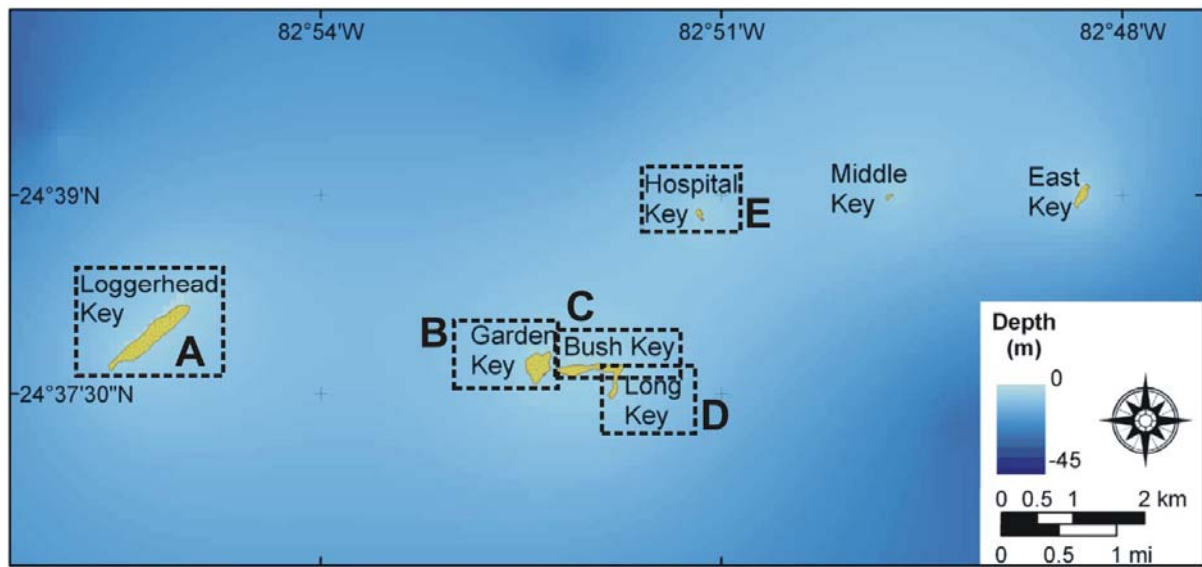 82°54'W
82°51'W
82°48'W
24°39'N
Hospital
Key
E
Middle
Key
East
Key
Loggerhead
Key
A
B
Garden
Key
C
Bush Key
Long
Key
D
24°37'30"N
Depth
(m)
0
-45
0 0.5 1 2 km
0 0.5 1 mi